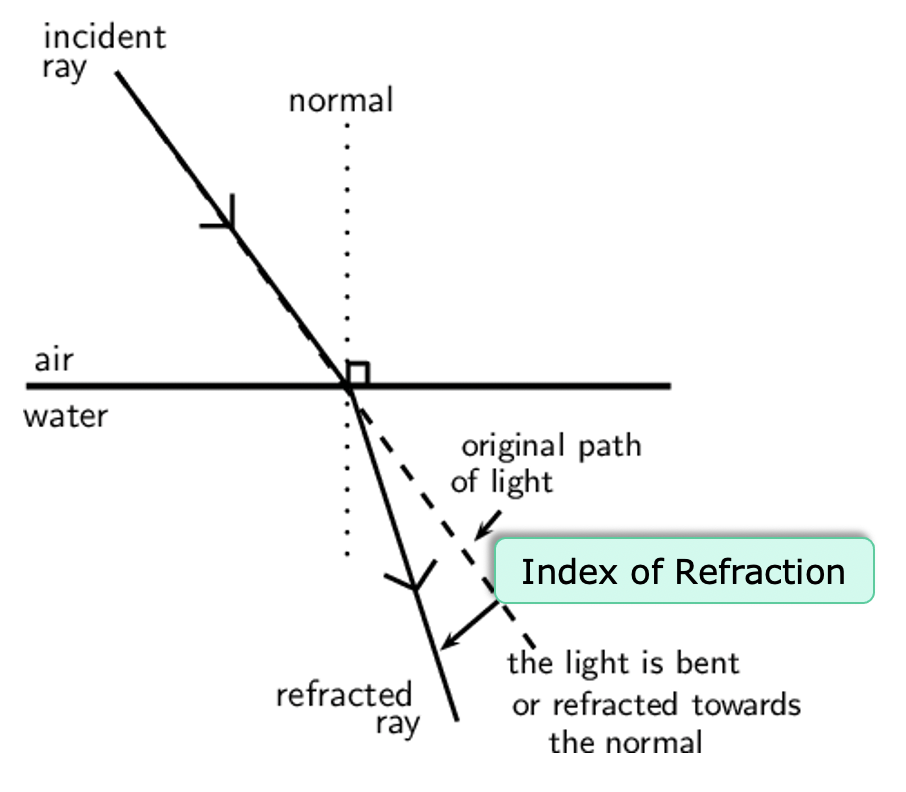 incident
ray
normal
air
water
original path
of light
Index of Refraction
the light is bent
or refracted towards
the normal
refracted
ray